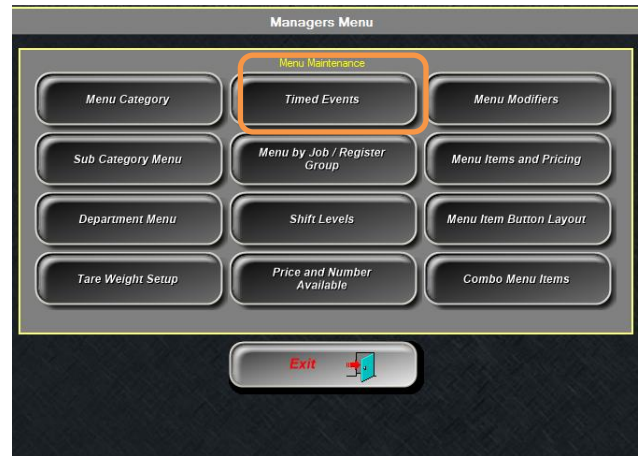 Managers Menu
Menu Maintenance
Menu Category
Timed Events
Menu Modifiers
Sub Category Menu
Menu by Job / Register
Group
Menu Items and Pricing
Department Menu
Shift Levels
Menu Item Button Layout
Tare Weight Setup
Price and Number
Available
Combo Menu Items
Exit